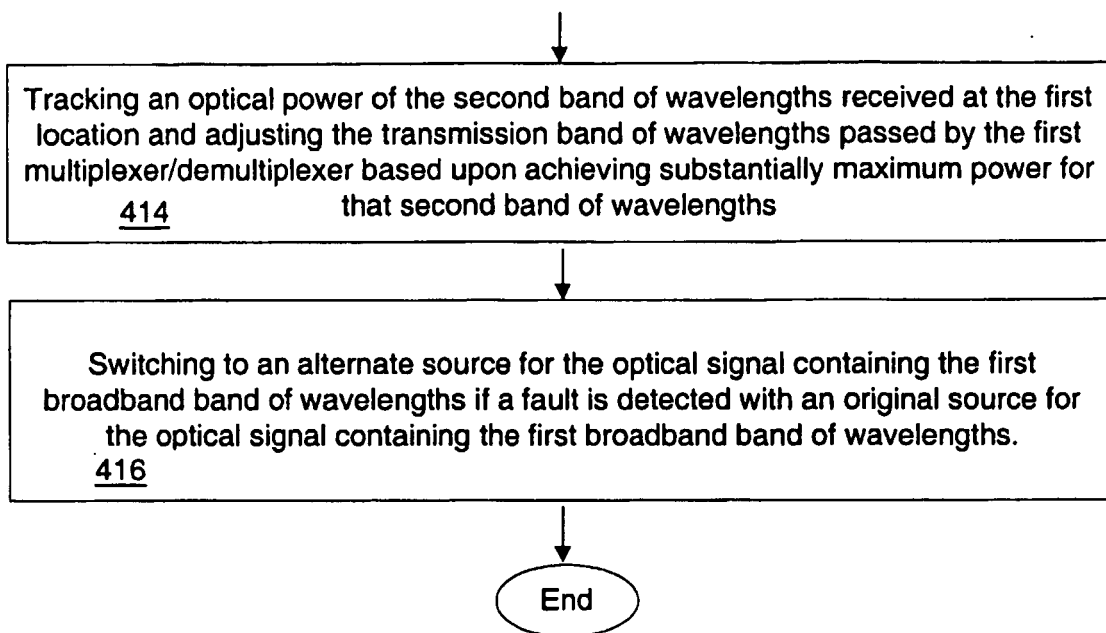 Tracking an optical power of the second band of wavelengths received at the first
location and adjusting the transmission band of wavelengths passed by the first
multiplexer/demultiplexer based upon achieving substantially maximum power for
414 that second band of wavelengths
Switching to an alternate source for the optical signal containing the first
broadband band of wavelengths if a fault is detected with an original source for
the optical signal containing the first broadband band of wavelengths.
416
End